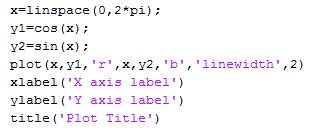 x=linspace(0,2*pi);
y1=cos(x);
y2=sin(x);
plot(x,y1,'r',x,y2,'b','linewidth',2)
xlabel('X axis label')
ylabel('Y axis label')
title('Plot Title')